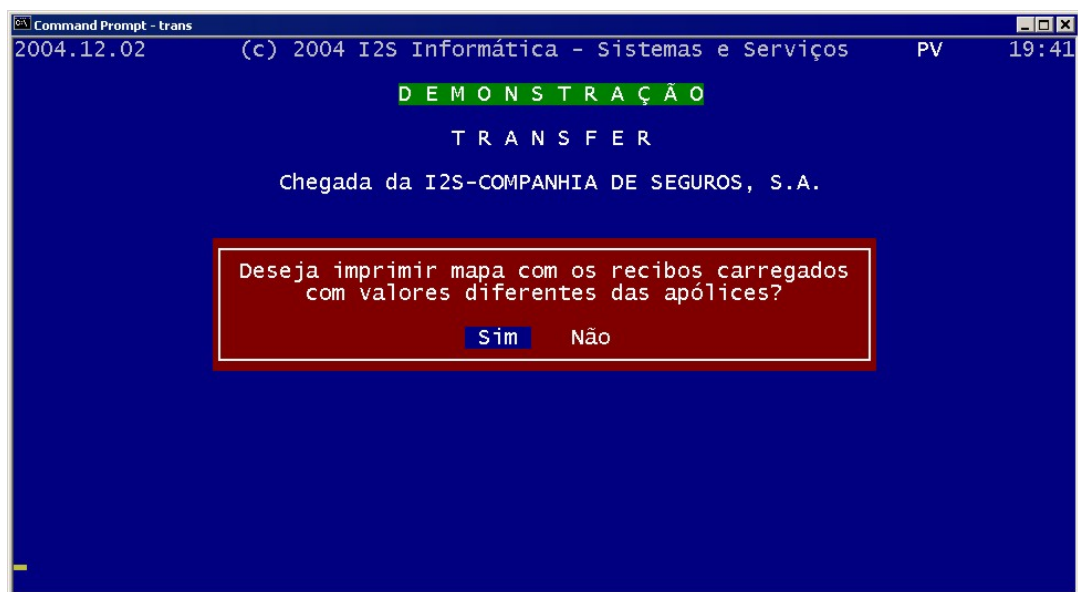 Command Prompt - trans
2004.12.02 (c) 2004 I2S Informática - Sistemas e Serviços PV 19:41
D E M O N S T R A Ç Ã O
T R A N S F E R
Chegada da I2S-COMPANHIA DE SEGUROS, S.A.
Deseja imprimir mapa com os recibos carregados
com valores diferentes das apólices?
Sim Não